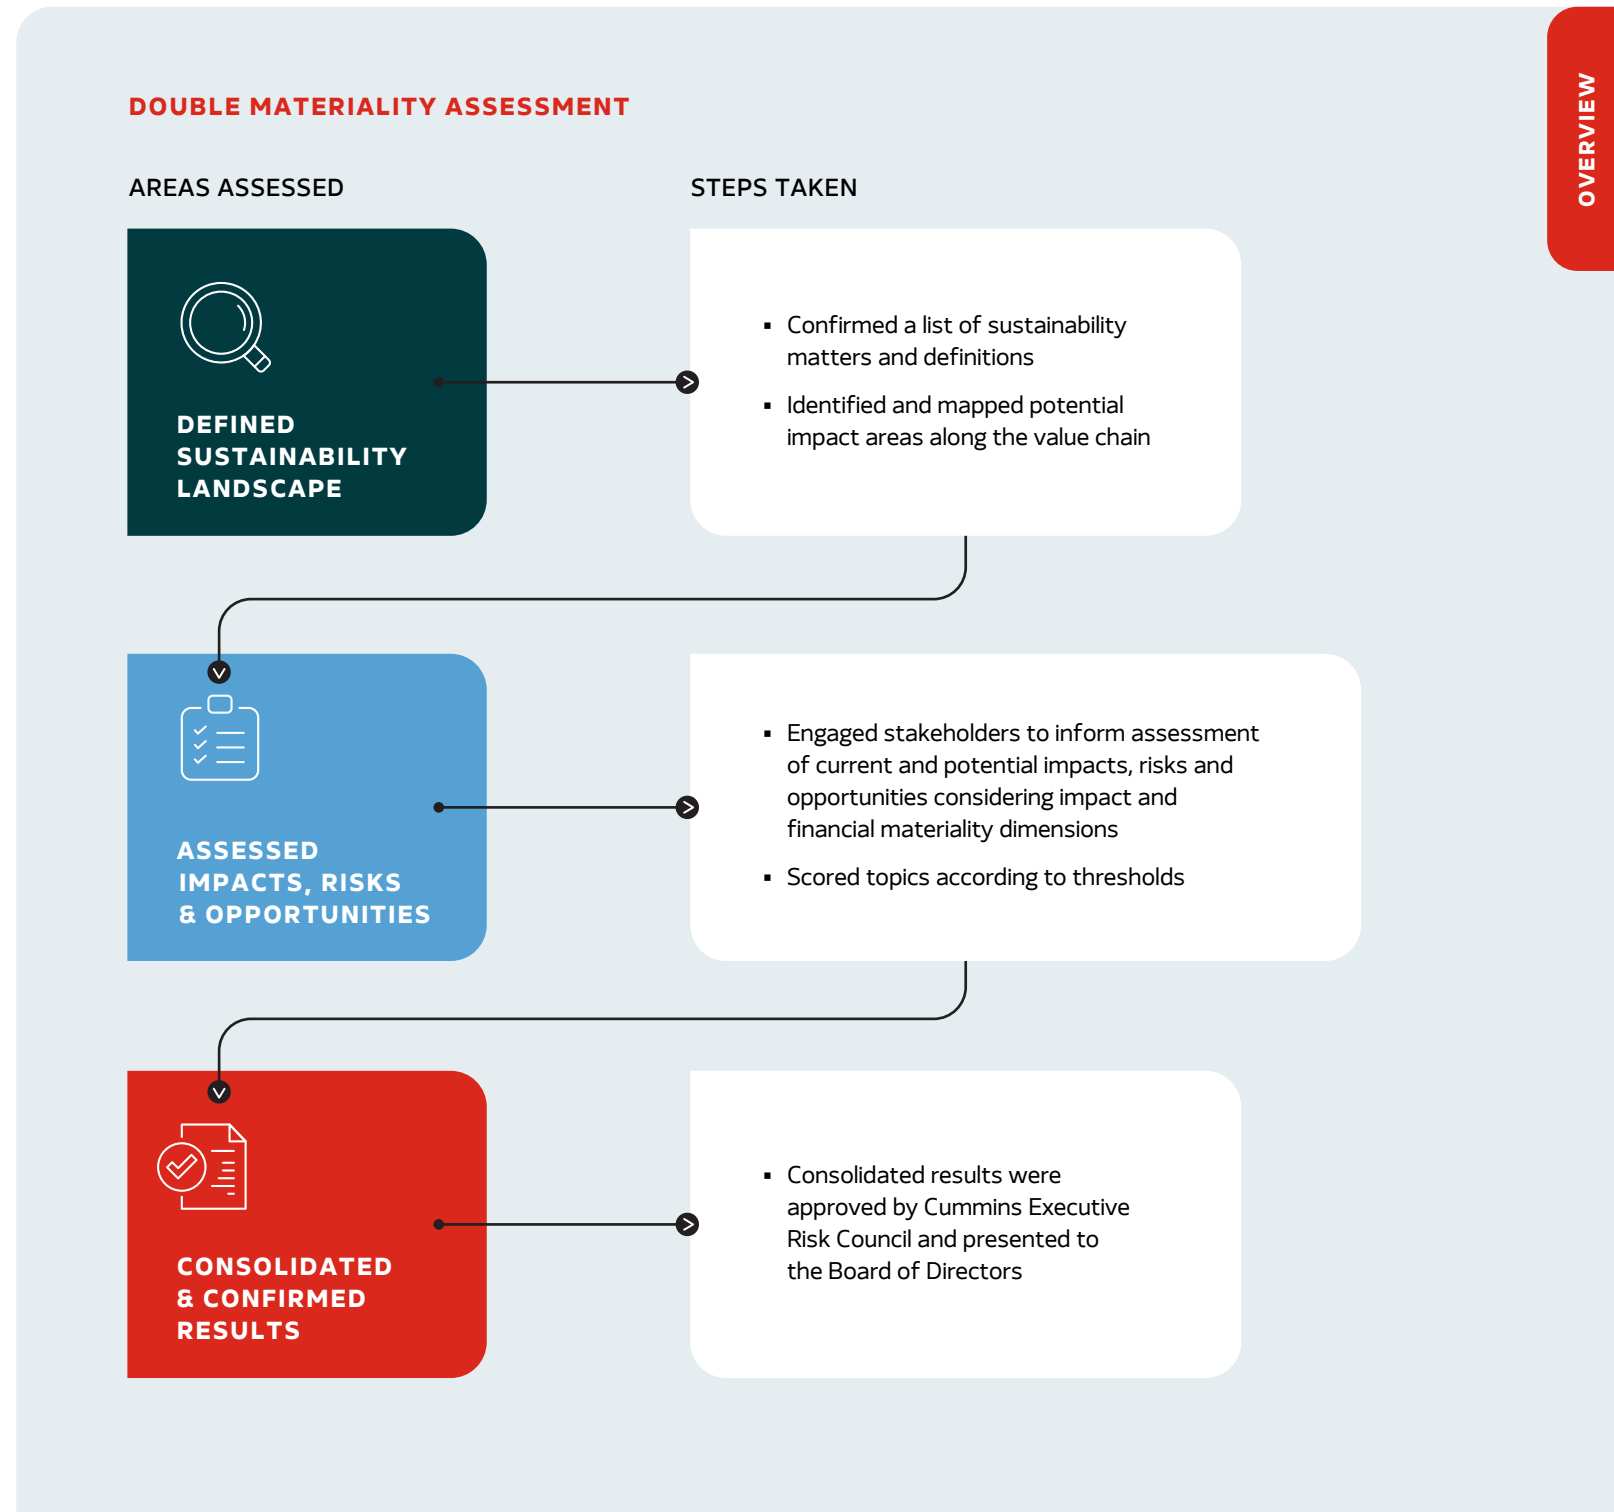 OVERVIEW
DOUBLE MATERIALITY ASSESSMENT
AREAS ASSESSED
STEPS TAKEN
DEFINED
SUSTAINABILITY
LANDSCAPE
▪ Confirmed a list of sustainability
matters and definitions
▪ Identified and mapped potential
impact areas along the value chain
ASSESSED
IMPACTS, RISKS
& OPPORTUNITIES
▪ Engaged stakeholders to inform assessment
of current and potential impacts, risks and
opportunities considering impact and
financial materiality dimensions
▪ Scored topics according to thresholds
CONSOLIDATED
& CONFIRMED
RESULTS
▪ Consolidated results were
approved by Cummins Executive
Risk Council and presented to
the Board of Directors